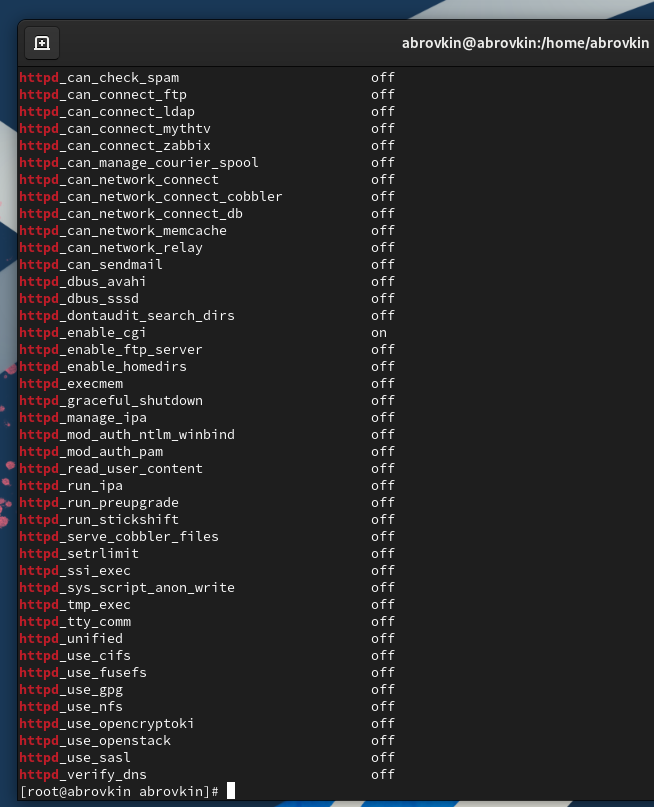 abrovkin@abrovkin:/home/abrovkin
httpd_can_check_spam off
httpd_can_connect_ftp off
httpd_can_connect_ldap off
httpd_can_connect_mythtv off
httpd_can_connect_zabbix off
httpd_can_manage_courier_spool off
httpd_can_network_connect off
httpd_can_network_connect_cobbler off
httpd_can_network_connect_db off
httpd_can_network_memcache off
httpd_can_network_relay off
httpd_can_sendmail off
httpd_dbus_avahi off
httpd_dbus_sssd off
httpd_dontaudit_search_dirs off
httpd_enable_cgi on
httpd_enable_ftp_server off
httpd_enable_homedirs off
httpd_execmem off
httpd_graceful_shutdown off
httpd_manage_ipa off
httpd_mod_auth_ntlm_winbind off
httpd_mod_auth_pam off
httpd_read_user_content off
httpd_run_ipa off
httpd_run_preupgrade off
httpd_run_stickshift off
httpd_serve_cobbler_files off
httpd_setrlimit off
httpd_ssi_exec off
httpd_sys_script_anon_write off
httpd_tmp_exec off
httpd_tty_comm off
httpd_unified off
httpd_use_cifs off
httpd_use_fusefs off
httpd_use_gpg off
httpd_use_nfs off
httpd_use_opencryptoki off
httpd_use_openstack off
httpd_use_sasl off
httpd_verify_dns off
[root@abrovkin abrovkin]#